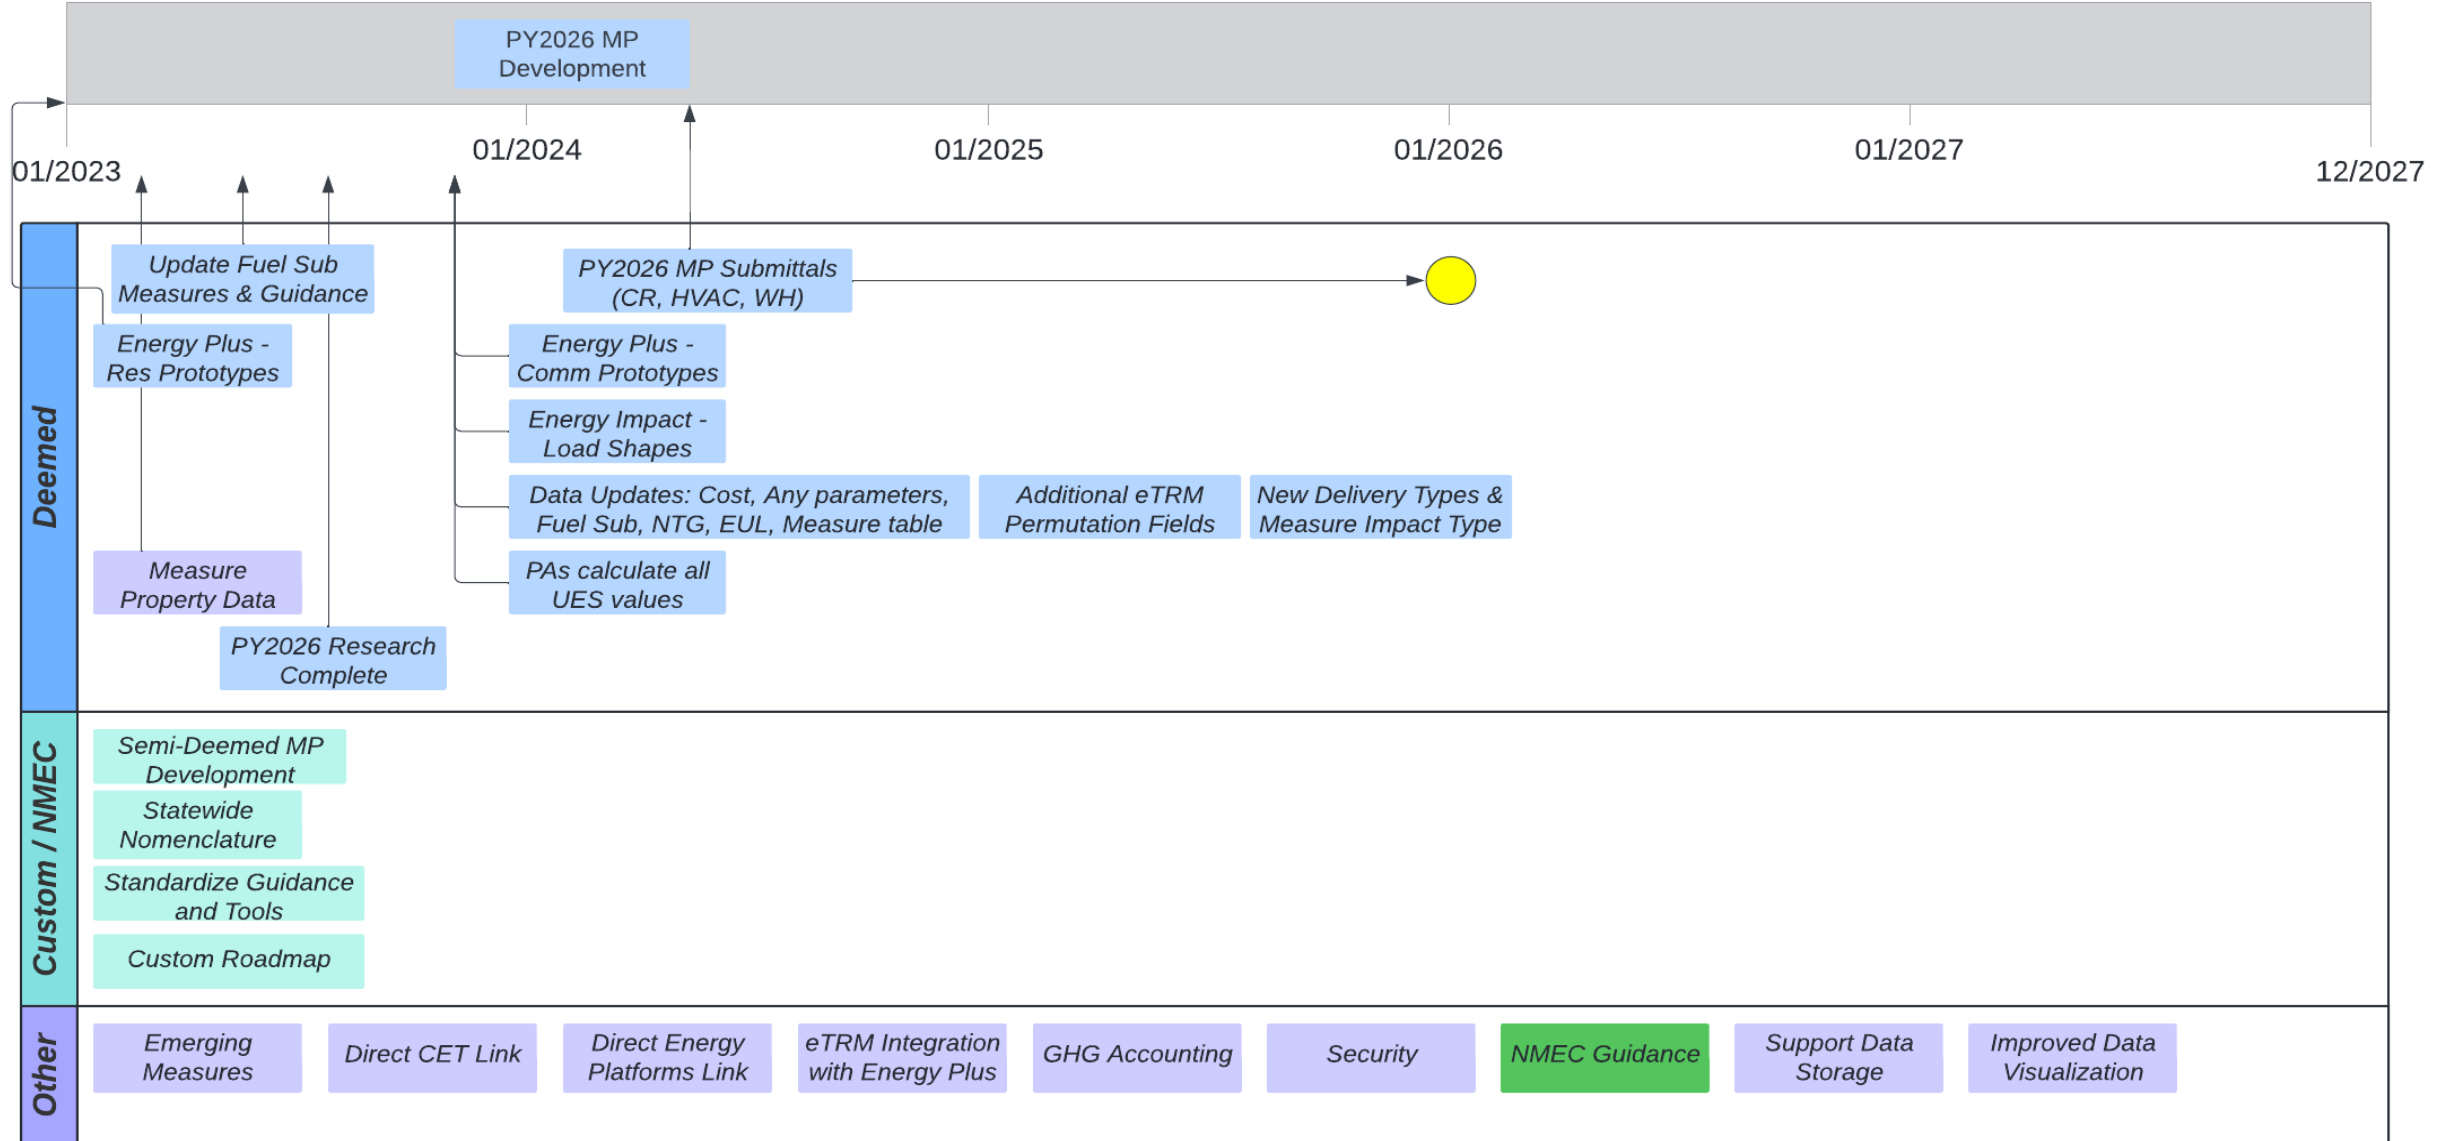 PY2026 MP
Development
01/2023
01/2024
01/2025
01/2026
01/2027
12/2027
Deemed
Update Fuel Sub
Measures & Guidance
PY2026 MP Submittals
(CR, HVAC, WH)
Energy Plus -
Res Prototypes
Energy Plus -
Comm Prototypes
Energy Impact -
Load Shapes
Data Updates: Cost, Any parameters,
Fuel Sub, NTG, EUL, Measure table
Additional eTRM
Permutation Fields
New Delivery Types &
Measure Impact Type
Measure
Property Data
PAs calculate all
UES values
PY2026 Research
Complete
Custom / NMEC
Semi-Deemed MP
Development
Statewide
Nomenclature
Standardize Guidance
and Tools
Custom Roadmap
Other
Emerging
Measures
Direct CET Link
Direct Energy
Platforms Link
eTRM Integration
with Energy Plus
GHG Accounting
Security
NMEC Guidance
Support Data
Storage
Improved Data
Visualization